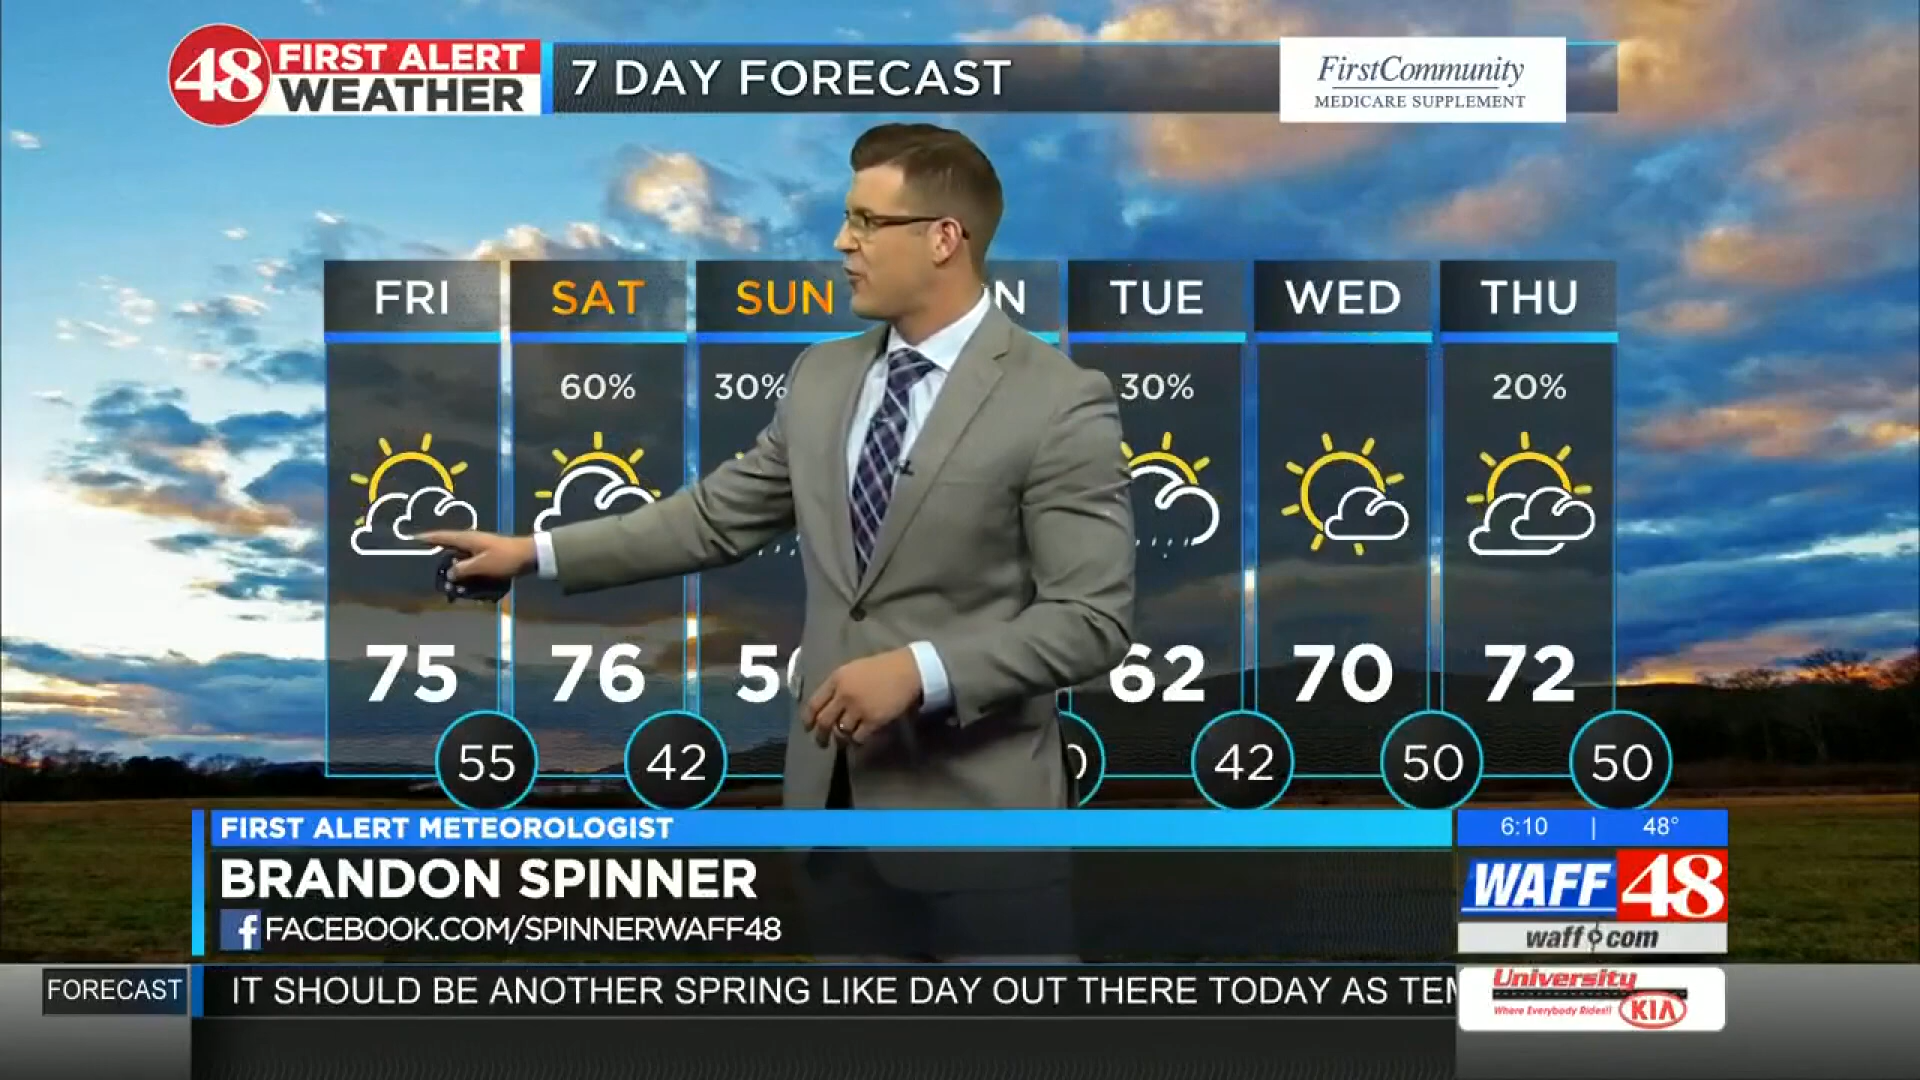 48 FIRST ALERT
WEATHER
7 DAY FORECAST
FirstCommunity
MEDICARE SUPPLEMENT
FRI SAT SUN TUE WED THU
60% 30% 30% 20%
75 76 62 70 72
55 42 42 50 50
FIRST ALERT METEOROLOGIST
BRANDON SPINNER
f FACEBOOK.COM/SPINNERWAFF48
6:10 | 48°
WAFF 48
waff.com
FORECAST
IT SHOULD BE ANOTHER SPRING LIKE DAY OUT THERE TODAY AS
University
Where Everybody Rides!!
KIA